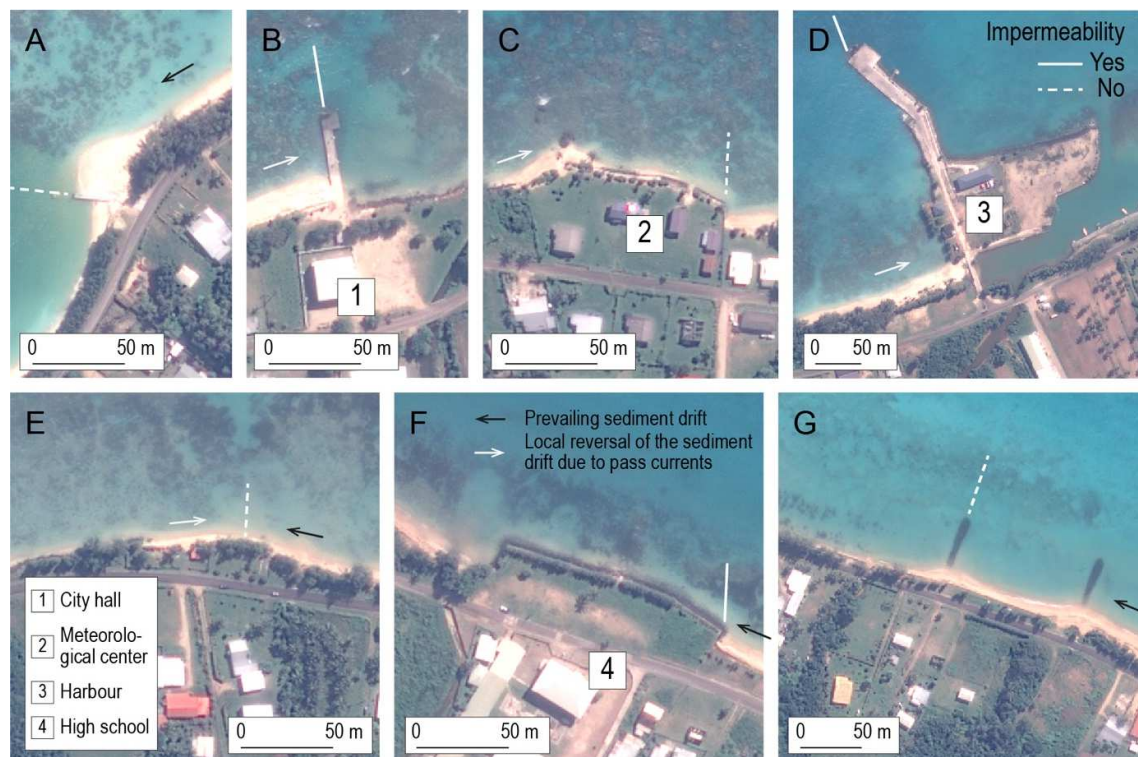 A
0 50 m
B
1
0 50 m
C
2
0 50 m
D
Impermeability
Yes
No
3
0 50 m
E
1 City hall
2 Meteorolo-
gical center
3 Harbour
4 High school
0 50 m
F
Prevailing sediment drift
Local reversal of the sediment
drift due to pass currents
4
0 50 m
G
0 50 m